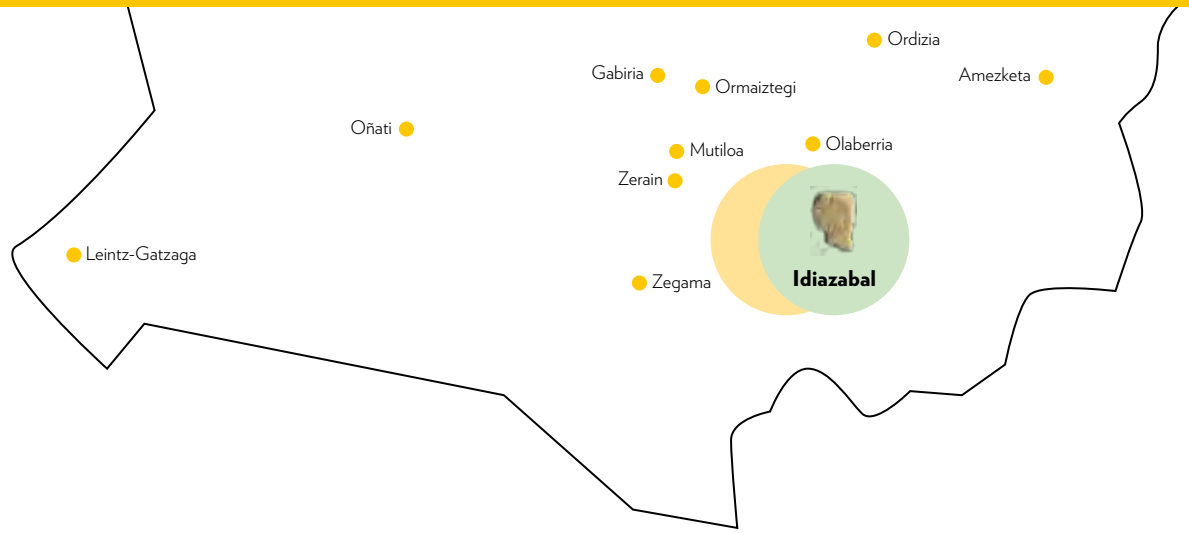 Ordizia
Gabiria
Amezketa
Ormaiztegi
Oñati
Olaberria
Mutiloa
Zerain
Leintz-Gatzaga
Idiazabal
Zegama